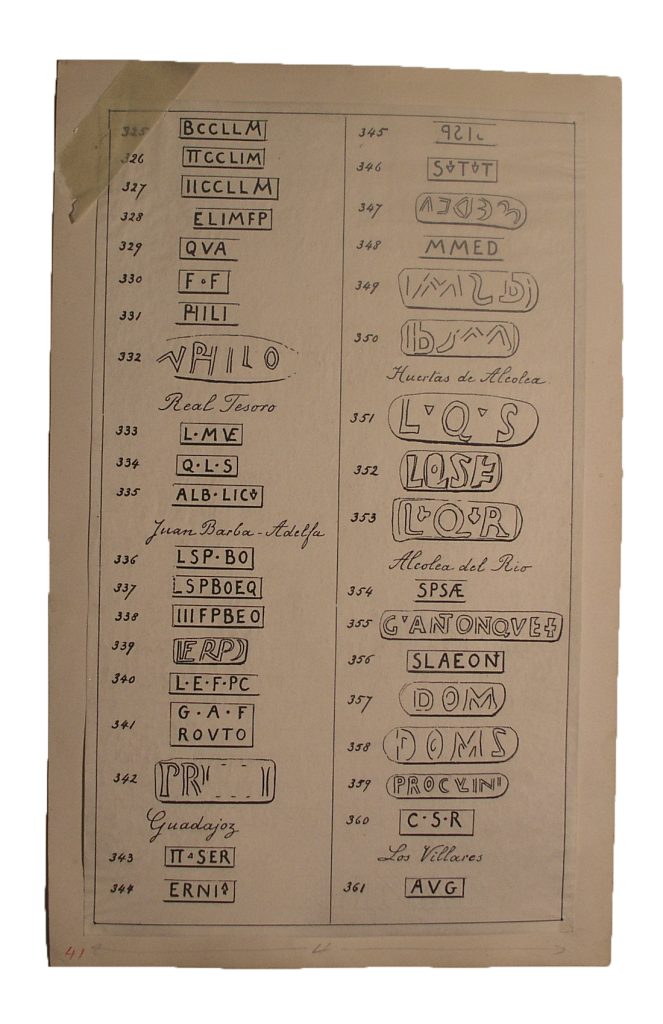 325 BCCLLM
326 ΠCCLIM
327 IICCLLM
328 ELIMFP
329 QVA
330 F·F
331 PHILI
332 PHILO
Real Tesoro
333 L·MVE
334 Q·L·S
335 ALB·LIC
Juan Barba - Adelfa
336 LSP·BO
337 LSPBOEQ
338 IIIFPBEO
339 ERP
340 L·E·F·PC
341 G·A·F
ROVTO
342 PR I
Guadajoz
343 Π·SER
344 ERNI
345
346 S T T
347
348 MMED
349
350
Huertas de Alcolea
351 L·Q·S
352 LQSF
353 L·Q·R
Alcolea del Rio
354 SPSÆ
355 G·ANTONQVET
356 SLAEON
357 DOM
358 DOMS
359 PROCVLINI
360 C·S·R
Los Villares
361 AVG
41